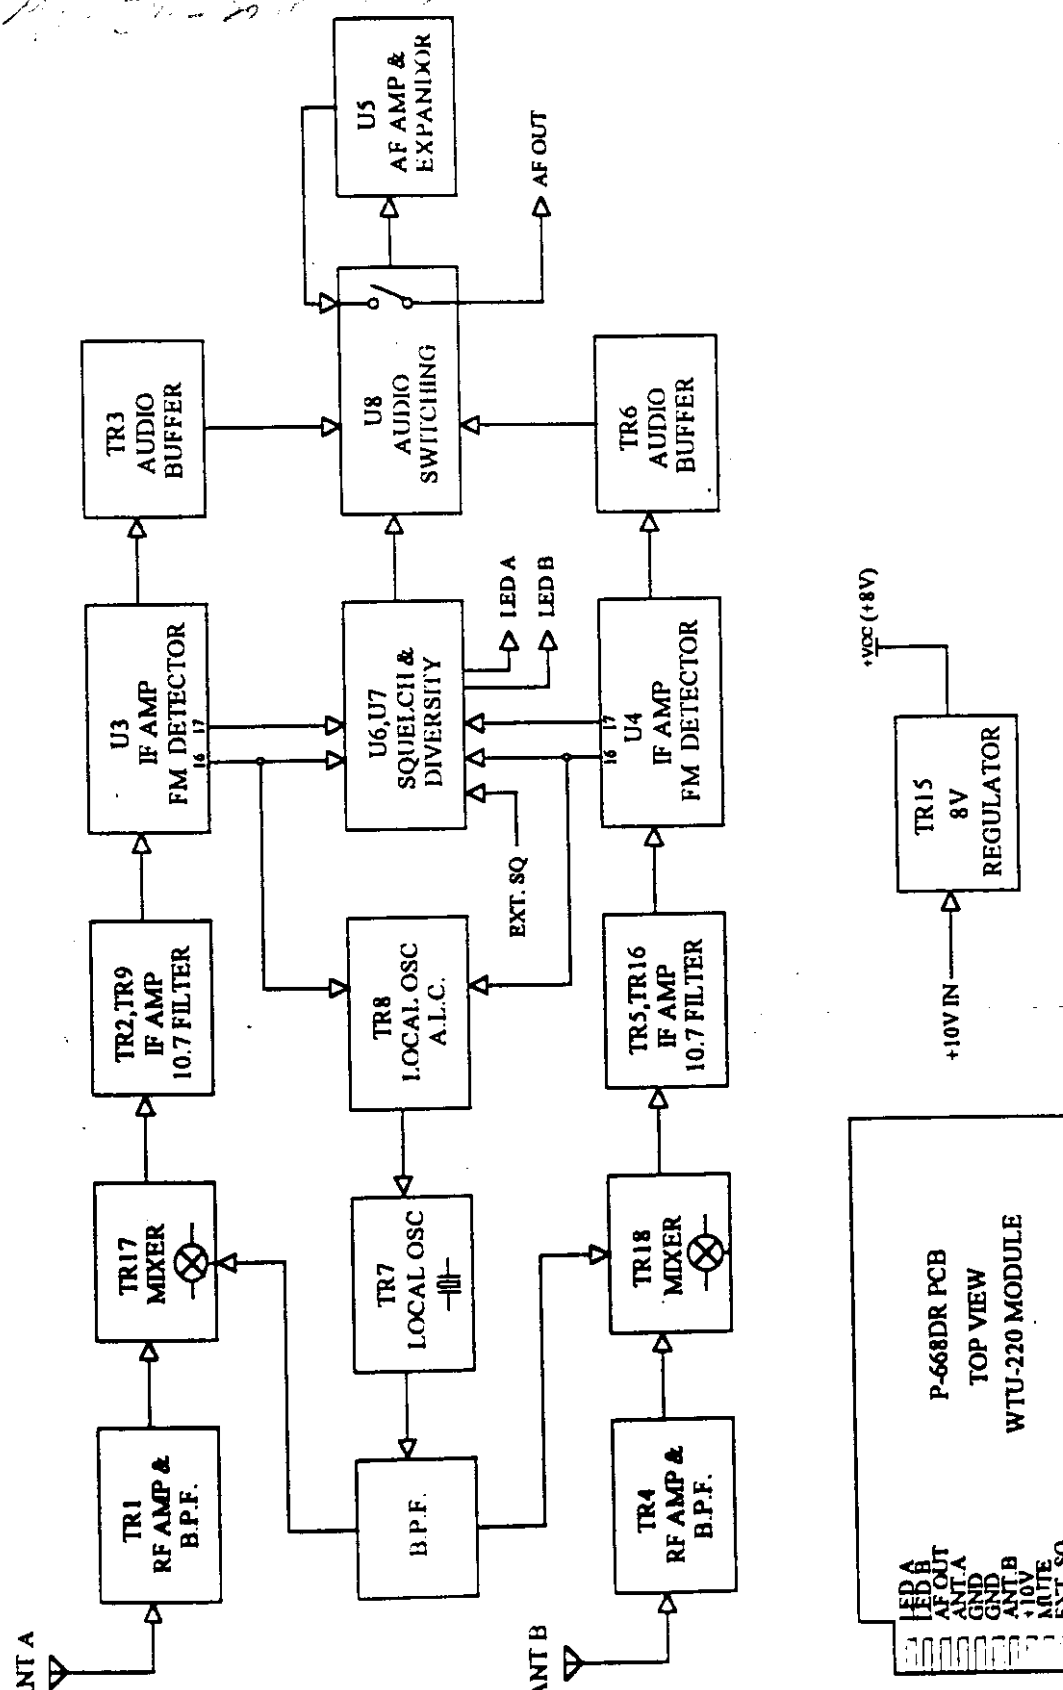 ANT A
TR1
RF AMP &
B.P.F.
TR17
MIXER
TR2,TR9
IF AMP
10.7 FILTER
U3
IF AMP
FM DETECTOR
16
17
TR3
AUDIO
BUFFER
B.P.F.
TR7
LOCAL OSC
TR8
LOCAL OSC
A.L.C.
EXT. SQ
U6,U7
SQUELCH &
DIVERSITY
LED A
LED B
U8
AUDIO
SWITCHING
U5
AF AMP &
EXPANDOR
AF OUT
ANT B
TR4
RF AMP &
B.P.F.
TR18
MIXER
TR5,TR16
IF AMP
10.7 FILTER
16
17
U4
IF AMP
FM DETECTOR
TR6
AUDIO
BUFFER
+10V IN
TR15
8V
REGULATOR
+VCC (+8V)
P-668DR PCB
TOP VIEW
WTU-220 MODULE
LED A
LED B
AF OUT
ANT.A
GND
GND
ANT.B
+10V
MUTE
EXT. SQ